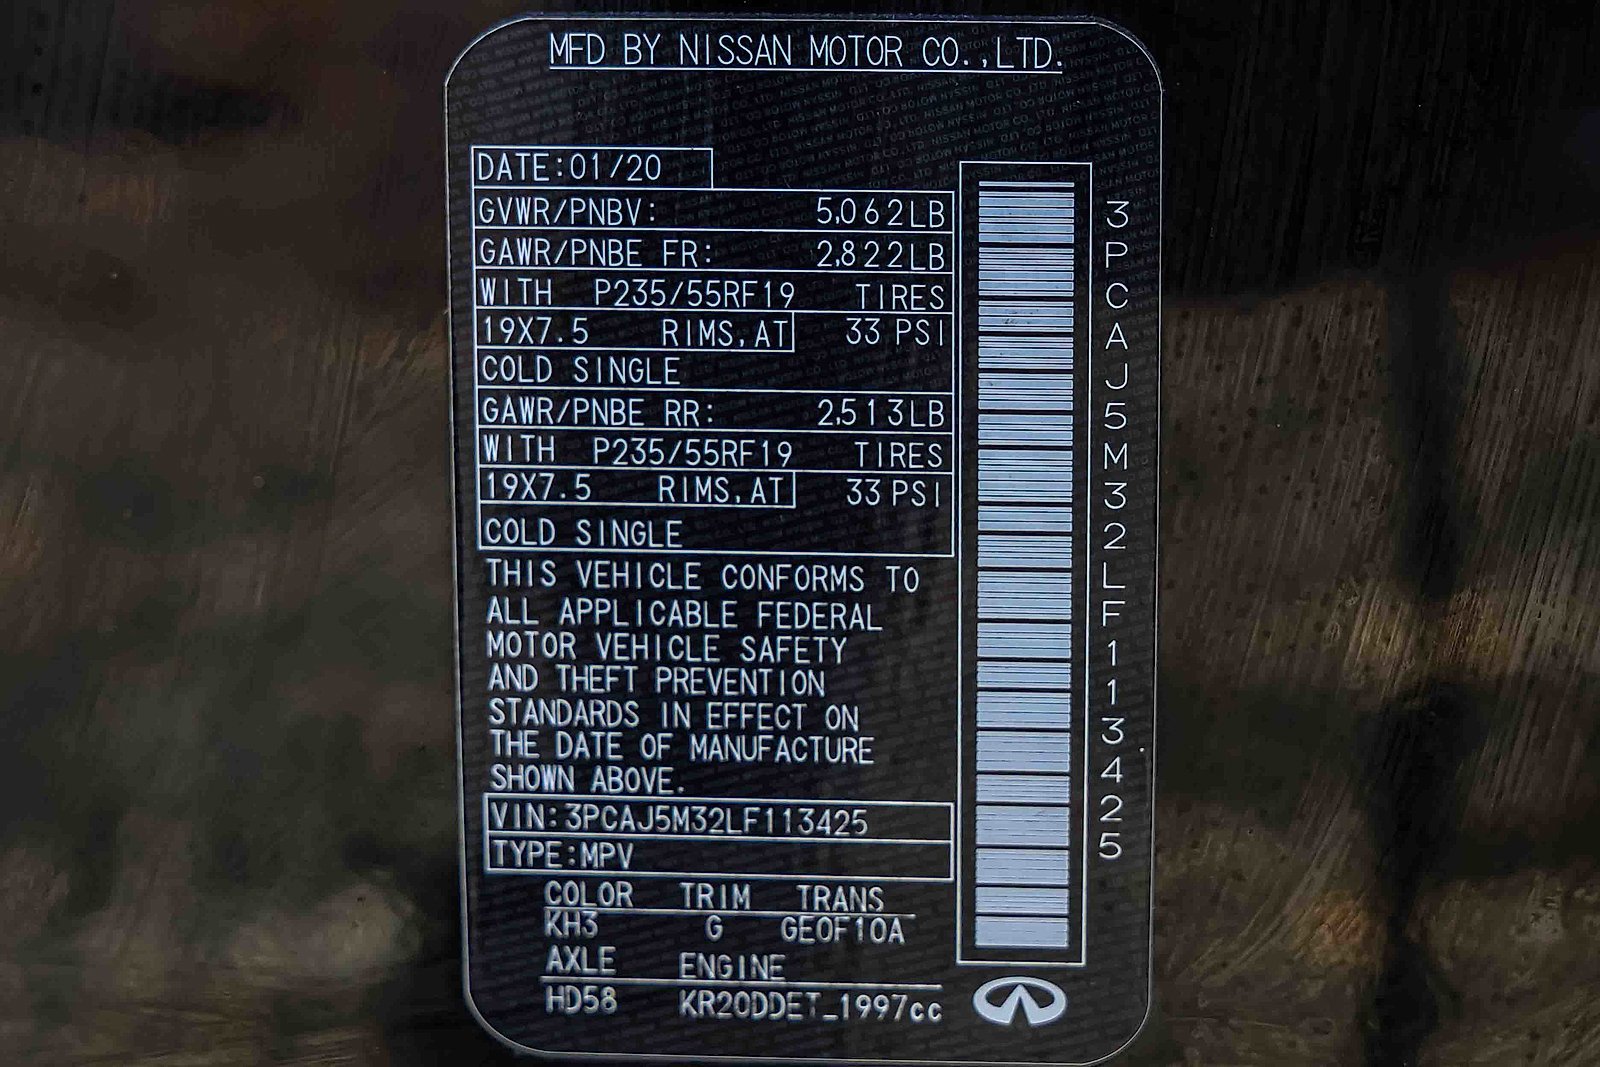 MFD BY NISSAN MOTOR CO.,LTD.
DATE:01/20
GVWR/PNBV: 5,062LB
GAWR/PNBE FR: 2,822LB
WITH P235/55RF19 TIRES
19X7.5 RIMS,AT 33 PSI
COLD SINGLE
GAWR/PNBE RR: 2,513LB
WITH P235/55RF19 TIRES
19X7.5 RIMS,AT 33 PSI
COLD SINGLE
THIS VEHICLE CONFORMS TO
ALL APPLICABLE FEDERAL
MOTOR VEHICLE SAFETY
AND THEFT PREVENTION
STANDARDS IN EFFECT ON
THE DATE OF MANUFACTURE
SHOWN ABOVE.
VIN:3PCAJ5M32LF113425
TYPE:MPV
COLOR TRIM TRANS
KH3 G GE0F10A
AXLE ENGINE
HD58 KR20DDET_1997cc
3PCAJ5M32LF113425